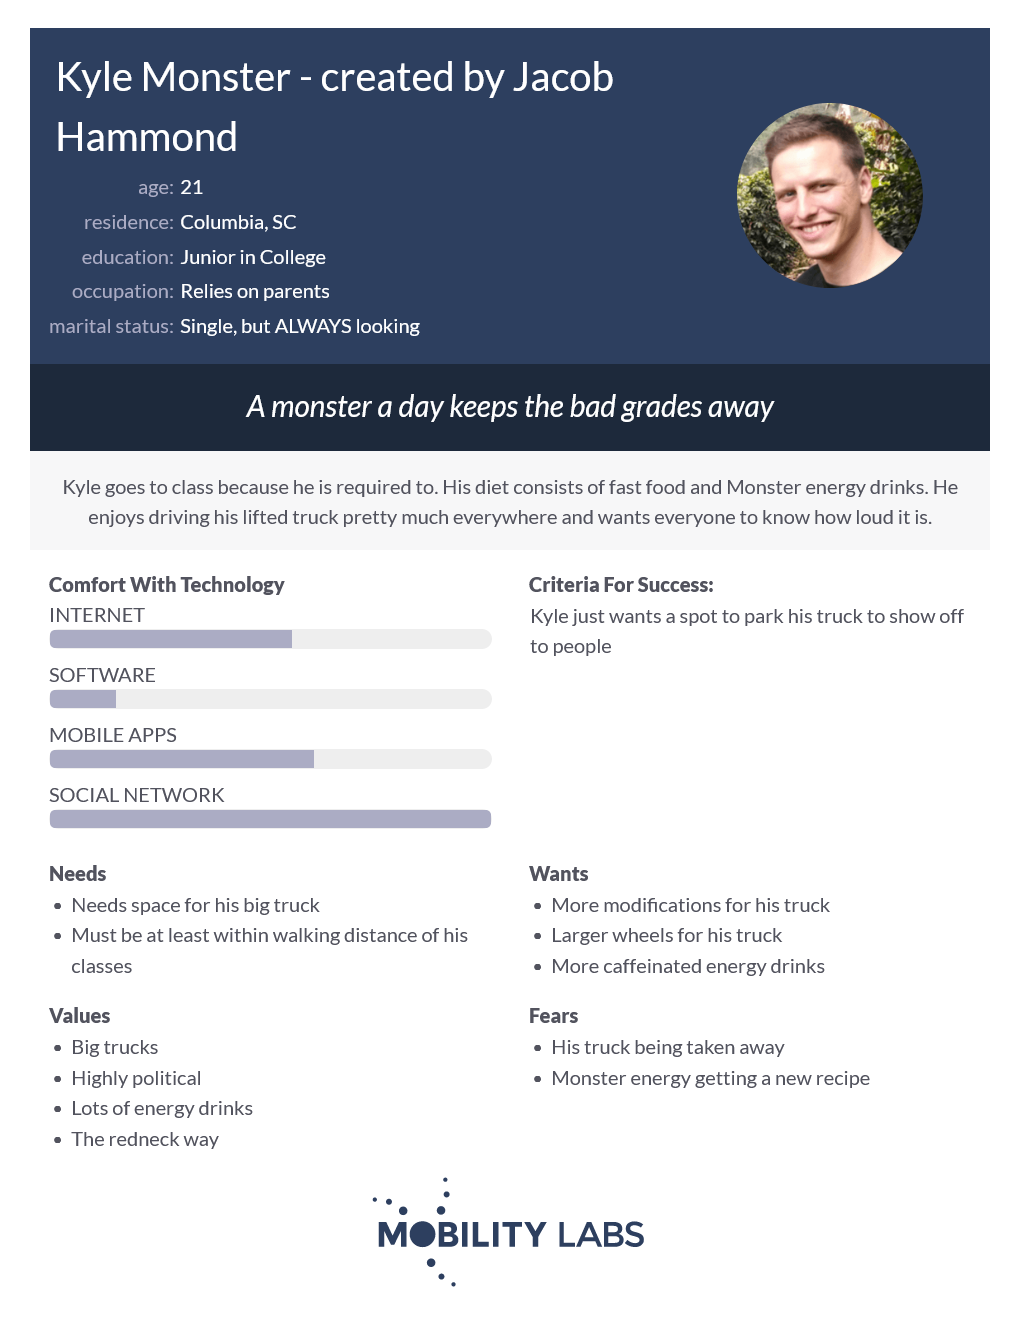 Kyle Monster - created by Jacob
Hammond
age: 21
residence: Columbia, SC
education: Junior in College
occupation: Relies on parents
marital status: Single, but ALWAYS looking
A monster a day keeps the bad grades away
Kyle goes to class because he is required to. His diet consists of fast food and Monster energy drinks. He
enjoys driving his lifted truck pretty much everywhere and wants everyone to know how loud it is.
Comfort With Technology
INTERNET
SOFTWARE
MOBILE APPS
SOCIAL NETWORK
Criteria For Success:
Kyle just wants a spot to park his truck to show off
to people
Needs
• Needs space for his big truck
• Must be at least within walking distance of his
classes
Wants
• More modifications for his truck
• Larger wheels for his truck
• More caffeinated energy drinks
Values
• Big trucks
• Highly political
• Lots of energy drinks
• The redneck way
Fears
• His truck being taken away
• Monster energy getting a new recipe
MOBILITY LABS